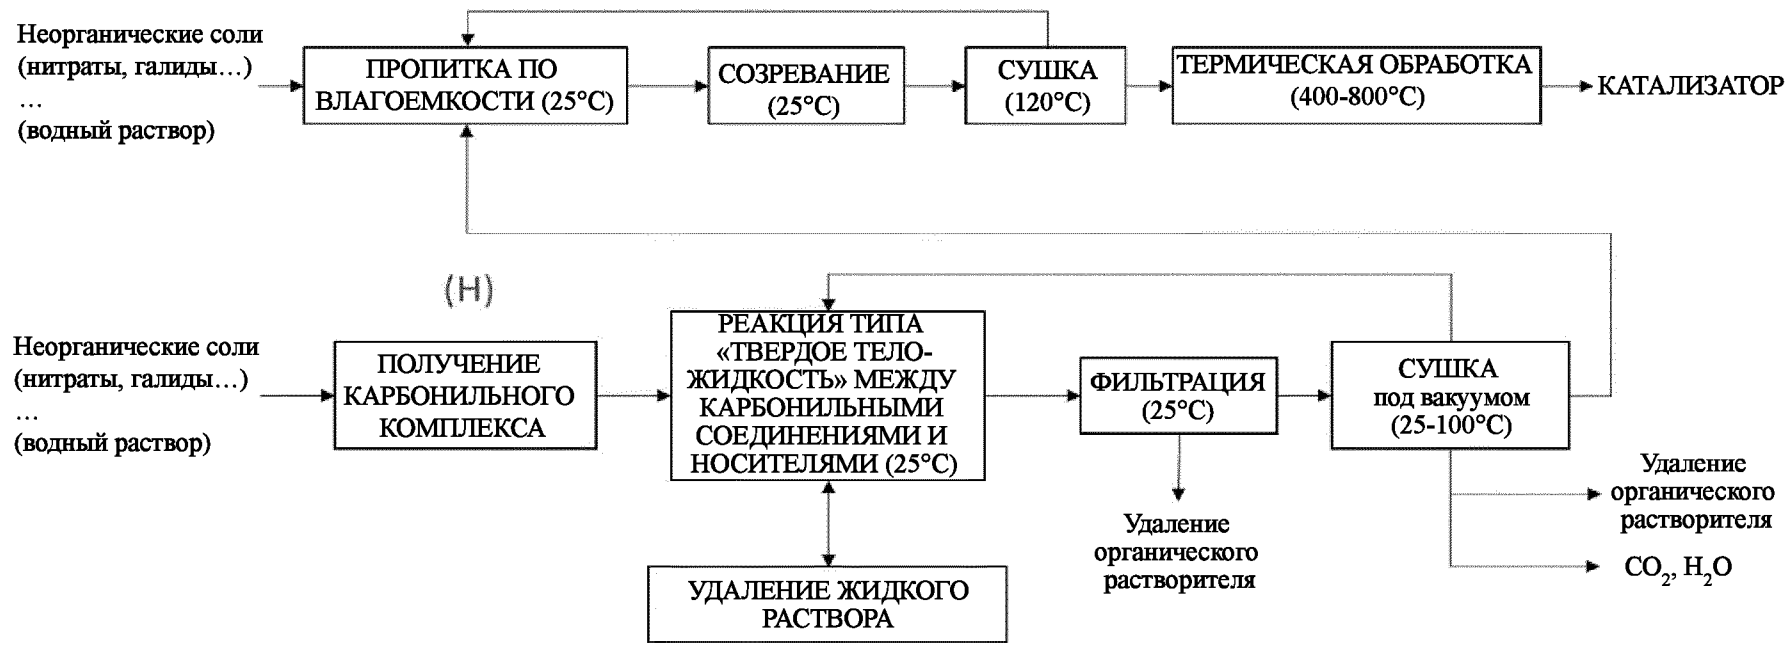 Неорганические соли
(нитраты, галиды…)
…
(водный раствор)
ПРОПИТКА ПО
ВЛАГОЕМКОСТИ (25°C)
СОЗРЕВАНИЕ
(25°C)
СУШКА
(120°C)
ТЕРМИЧЕСКАЯ ОБРАБОТКА
(400-800°C)
КАТАЛИЗАТОР
(H)
Неорганические соли
(нитраты, галиды…)
…
(водный раствор)
ПОЛУЧЕНИЕ
КАРБОНИЛЬНОГО
КОМПЛЕКСА
РЕАКЦИЯ ТИПА
«ТВЕРДОЕ ТЕЛО-
ЖИДКОСТЬ» МЕЖДУ
КАРБОНИЛЬНЫМИ
СОЕДИНЕНИЯМИ И
НОСИТЕЛЯМИ (25°C)
УДАЛЕНИЕ ЖИДКОГО
РАСТВОРА
ФИЛЬТРАЦИЯ
(25°C)
Удаление
органического
растворителя
СУШКА
под вакуумом
(25-100°C)
Удаление
органического
растворителя
CO2, H2O